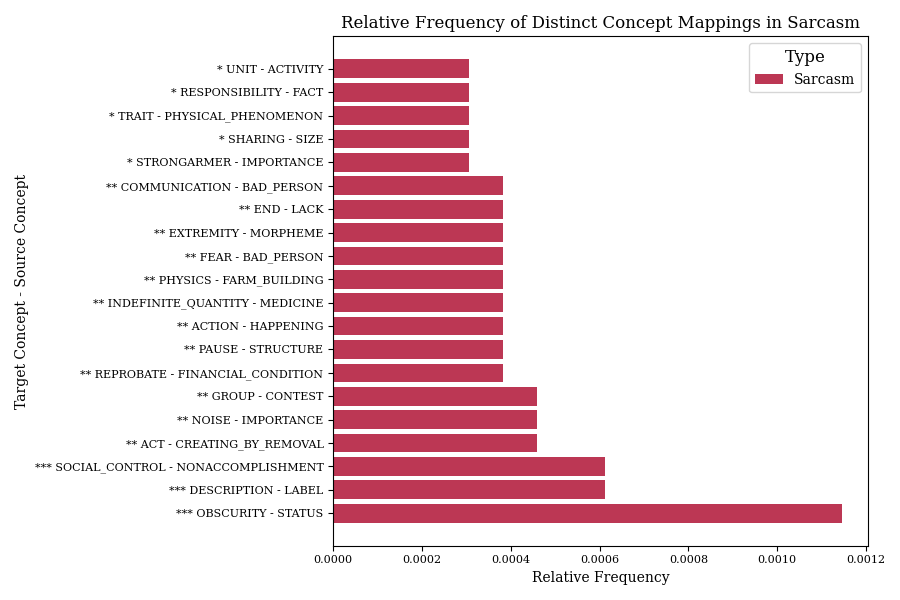 Relative Frequency of Distinct Concept Mappings in Sarcasm
Type
Sarcasm
Target Concept - Source Concept
* UNIT - ACTIVITY
* RESPONSIBILITY - FACT
* TRAIT - PHYSICAL_PHENOMENON
* SHARING - SIZE
* STRONGARMER - IMPORTANCE
** COMMUNICATION - BAD_PERSON
** END - LACK
** EXTREMITY - MORPHEME
** FEAR - BAD_PERSON
** PHYSICS - FARM_BUILDING
** INDEFINITE_QUANTITY - MEDICINE
** ACTION - HAPPENING
** PAUSE - STRUCTURE
** REPROBATE - FINANCIAL_CONDITION
** GROUP - CONTEST
** NOISE - IMPORTANCE
** ACT - CREATING_BY_REMOVAL
*** SOCIAL_CONTROL - NONACCOMPLISHMENT
*** DESCRIPTION - LABEL
*** OBSCURITY - STATUS
0.0000 0.0002 0.0004 0.0006 0.0008 0.0010 0.0012
Relative Frequency